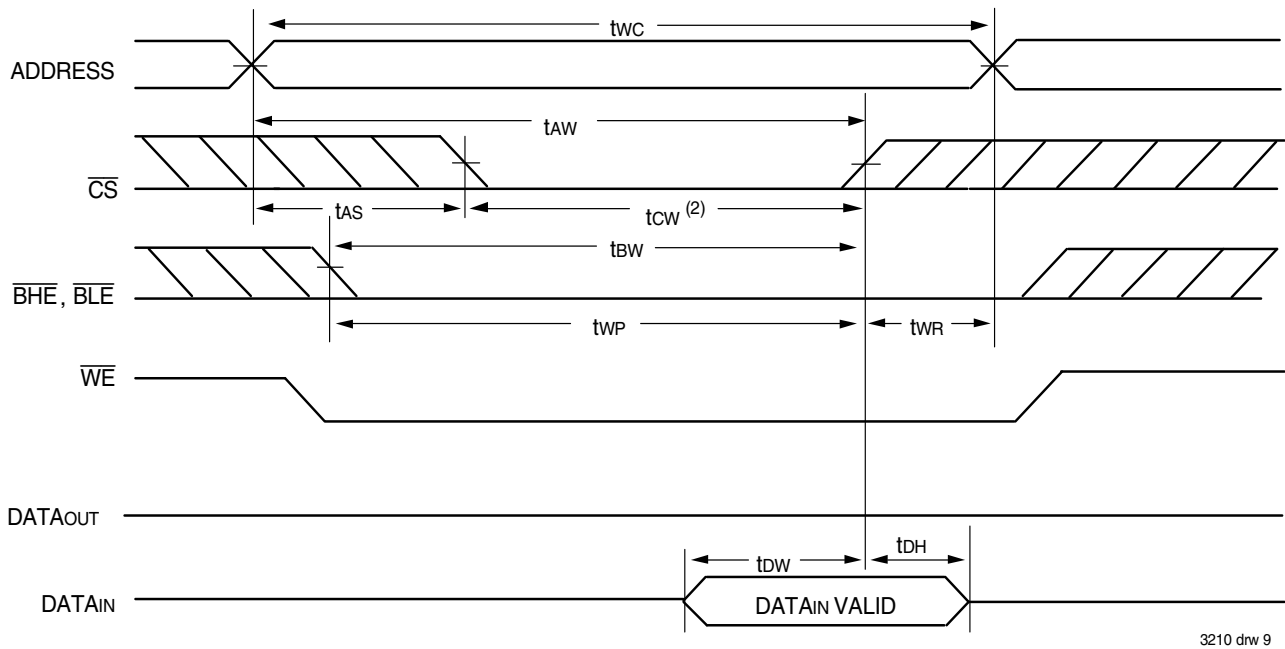 tWC
ADDRESS
tAW
CS
tAS
tCW (2)
tBW
BHE, BLE
tWP
tWR
WE
DATAOUT
tDW
tDH
DATAIN
DATAIN VALID
3210 drw 9